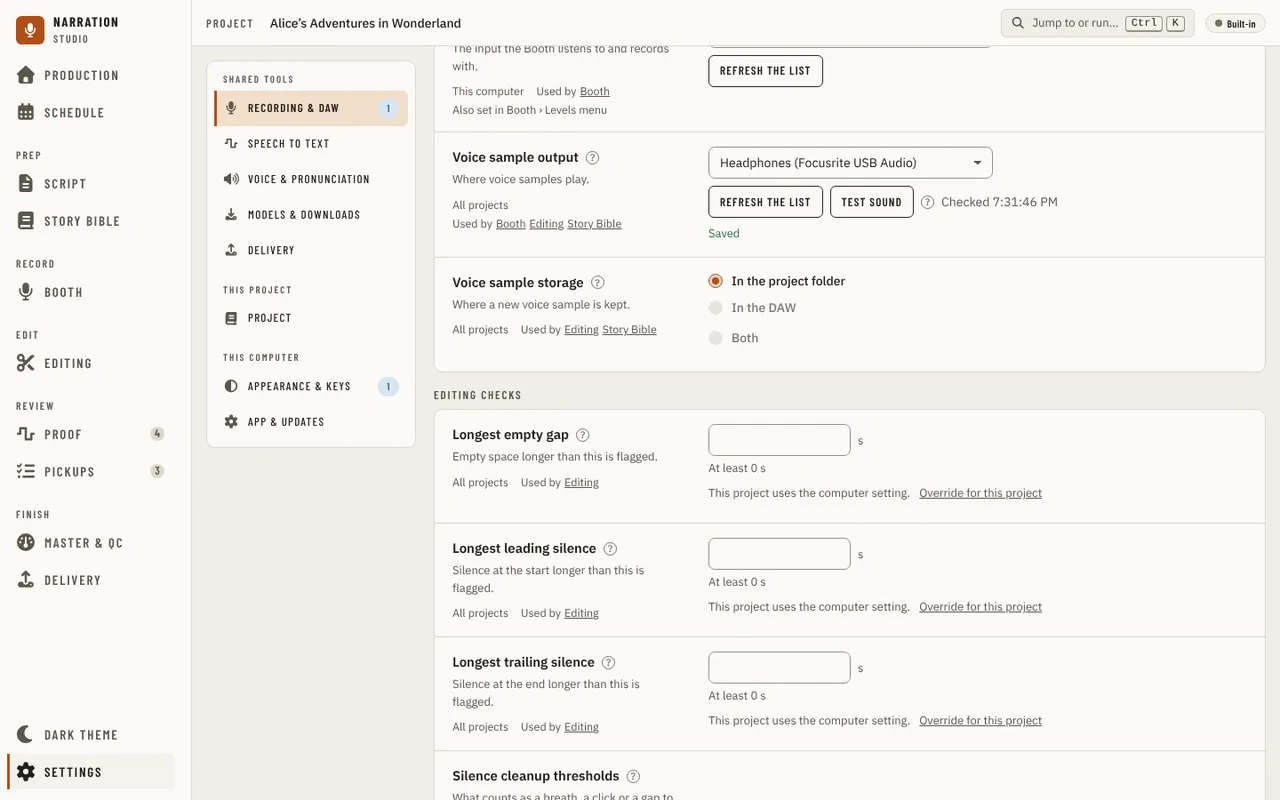 NARRATION
STUDIO
PRODUCTION
SCHEDULE
PREP
SCRIPT
STORY BIBLE
RECORD
BOOTH
EDIT
EDITING
REVIEW
PROOF 4
PICKUPS 3
FINISH
MASTER & QC
DELIVERY
DARK THEME
SETTINGS
PROJECT Alice's Adventures in Wonderland
Jump to or run... Ctrl K
Built-in
SHARED TOOLS
RECORDING & DAW 1
SPEECH TO TEXT
VOICE & PRONUNCIATION
MODELS & DOWNLOADS
DELIVERY
THIS PROJECT
PROJECT
THIS COMPUTER
APPEARANCE & KEYS 1
APP & UPDATES
The input the Booth listens to and records
with.
This computer Used by Booth
Also set in Booth › Levels menu
REFRESH THE LIST
Voice sample output ?
Where voice samples play.
All projects
Used by Booth Editing Story Bible
Headphones (Focusrite USB Audio)
REFRESH THE LIST TEST SOUND ? Checked 7:31:46 PM
Saved
Voice sample storage ?
Where a new voice sample is kept.
All projects Used by Editing Story Bible
In the project folder
In the DAW
Both
EDITING CHECKS
Longest empty gap ?
Empty space longer than this is flagged.
All projects Used by Editing
s
At least 0 s
This project uses the computer setting. Override for this project
Longest leading silence ?
Silence at the start longer than this is
flagged.
All projects Used by Editing
s
At least 0 s
This project uses the computer setting. Override for this project
Longest trailing silence ?
Silence at the end longer than this is
flagged.
All projects Used by Editing
s
At least 0 s
This project uses the computer setting. Override for this project
Silence cleanup thresholds ?
What counts as a breath, a click or a gap to